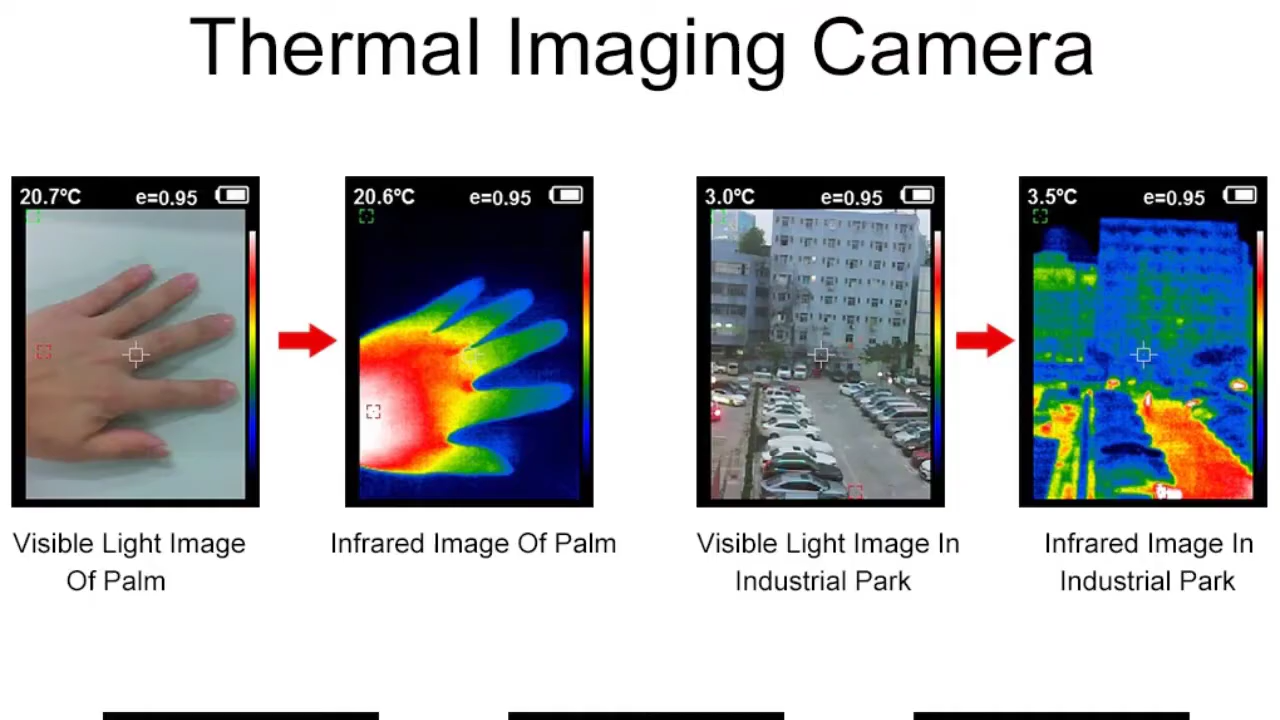 Thermal Imaging Camera
20.7°C e=0.95
20.6°C e=0.95
3.0°C e=0.95
3.5°C e=0.95
Visible Light Image
Of Palm
Infrared Image Of Palm
Visible Light Image In
Industrial Park
Infrared Image In
Industrial Park